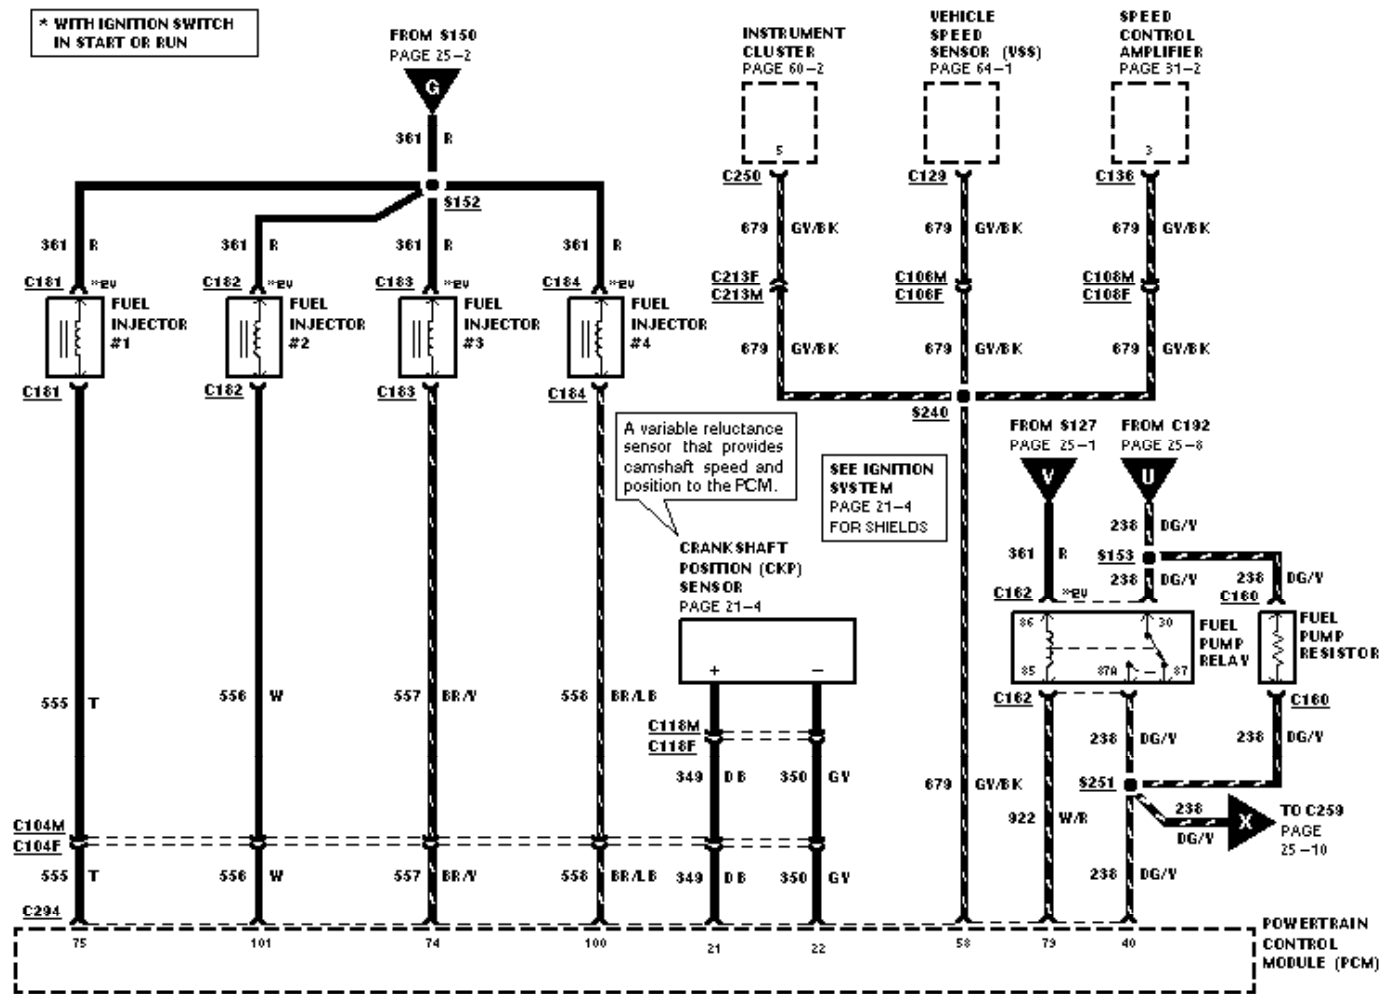 * WITH IGNITION SWITCH
IN START OR RUN
FROM S150
PAGE 25-2
G
361 R
S152
361 R
361 R
361 R
361 R
C181 *12V
C182 *12V
C183 *12V
C184 *12V
FUEL
INJECTOR
#1
FUEL
INJECTOR
#2
FUEL
INJECTOR
#3
FUEL
INJECTOR
#4
C181
C182
C183
C184
INSTRUMENT
CLUSTER
PAGE 60-2
5
C250
VEHICLE
SPEED
SENSOR (VSS)
PAGE 64-1
C129
SPEED
CONTROL
AMPLIFIER
PAGE 31-2
3
C136
679 GY/BK
679 GY/BK
679 GY/BK
C213F
C213M
C106M
C106F
C108M
C108F
679 GY/BK
679 GY/BK
679 GY/BK
S240
A variable reluctance
sensor that provides
camshaft speed and
position to the PCM.
SEE IGNITION
SYSTEM
PAGE 21-4
FOR SHIELDS
CRANKSHAFT
POSITION (CKP)
SENSOR
PAGE 21-4
+ -
FROM S127
PAGE 25-1
V
FROM C192
PAGE 25-8
U
238 DG/Y
361 R
S153
238 DG/Y
238 DG/Y
C162 *12V
C160
86 30
85 87A 87
FUEL
PUMP
RELAY
FUEL
PUMP
RESISTOR
C162
C160
555 T
556 W
557 BR/Y
558 BR/LB
C118M
C118F
349 DB
350 GY
679 GY/BK
238 DG/Y
238 DG/Y
S251
922 W/R
238
DG/Y
X
TO C259
PAGE
25-10
C104M
C104F
555 T
556 W
557 BR/Y
558 BR/LB
349 DB
350 GY
238 DG/Y
C294
75 101 74 100 21 22 58 79 40
POWERTRAIN
CONTROL
MODULE (PCM)